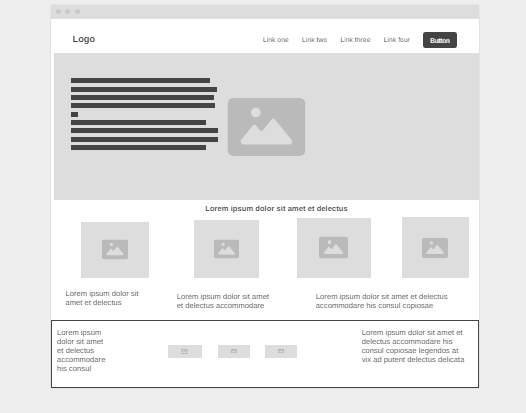 Logo
Link one Link two Link three Link four Button
Lorem ipsum dolor sit amet et delectus
Lorem ipsum dolor sit
amet et delectus
Lorem ipsum dolor sit amet
et delectus accommodare
Lorem ipsum dolor sit amet et delectus
accommodare his consul copiosae
Lorem ipsum
dolor sit amet
et delectus
accommodare
his consul
Lorem ipsum dolor sit amet et
delectus accommodare his
consul copiosae legendos at
vix ad putent delectus delicata